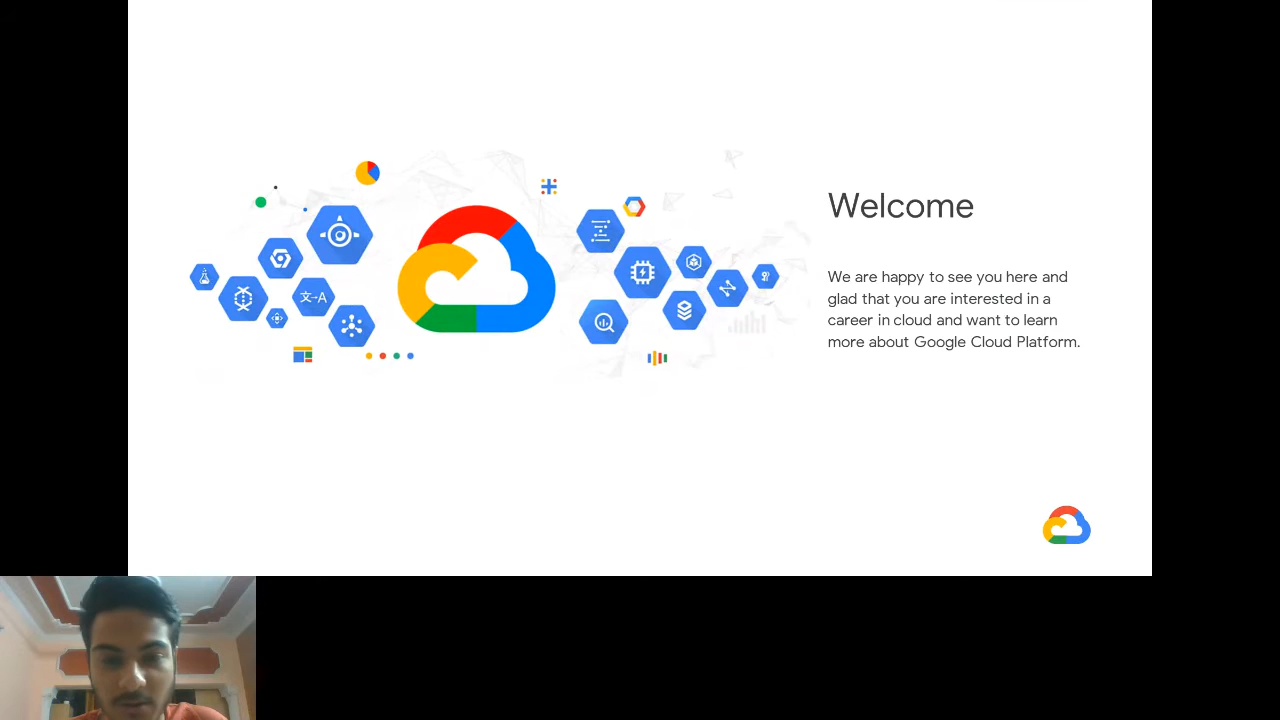 Welcome
We are happy to see you here and
glad that you are interested in a
career in cloud and want to learn
more about Google Cloud Platform.
文→A